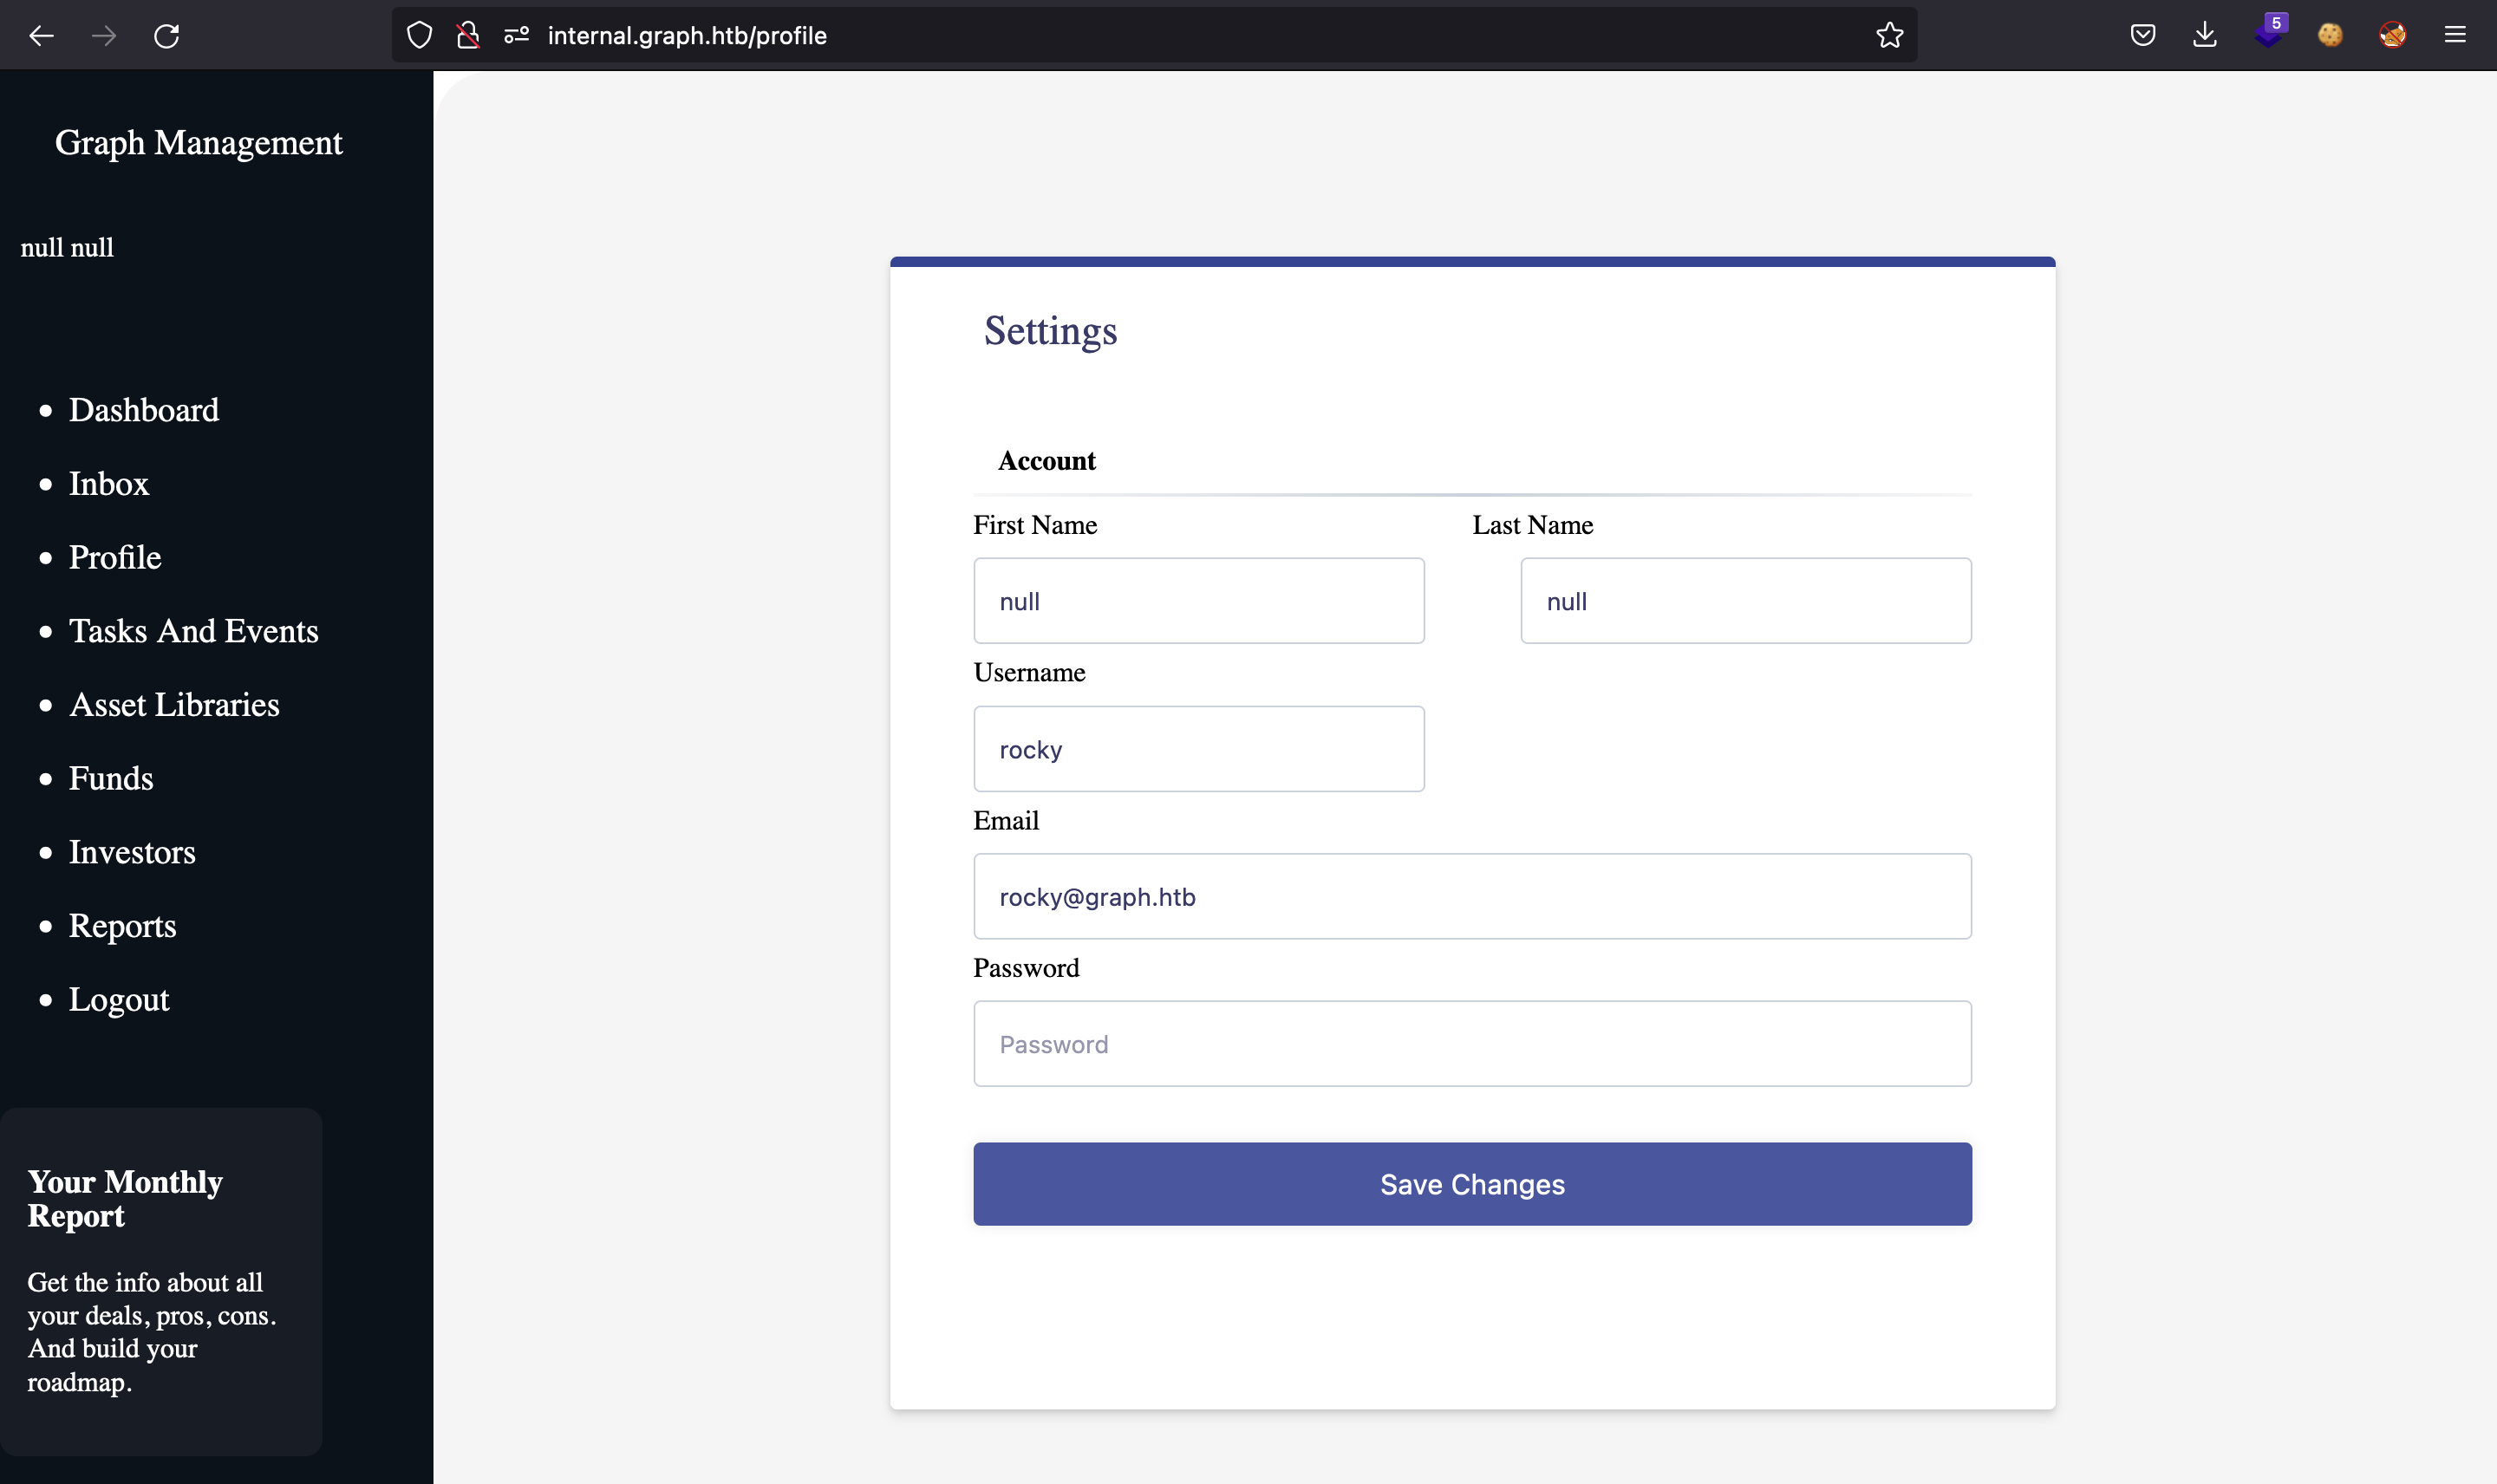 internal.graph.htb/profile
5
Graph Management
null null
Dashboard
Inbox
Profile
Tasks And Events
Asset Libraries
Funds
Investors
Reports
Logout
Your Monthly
Report
Get the info about all
your deals, pros, cons.
And build your
roadmap.
Settings
Account
First Name Last Name
null null
Username
rocky
Email
rocky@graph.htb
Password
Password
Save Changes